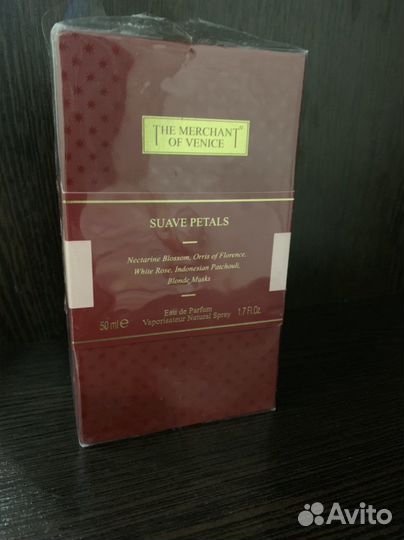 THE MERCHANT®
OF VENICE
SUAVE PETALS
Nectarine Blossom, Orris of Florence,
White Rose, Indonesian Patchouli,
Blonde Musks
Eau de Parfum
50 ml ℮ Vaporisateur Natural Spray 1.7 Fl.Oz.
Avito